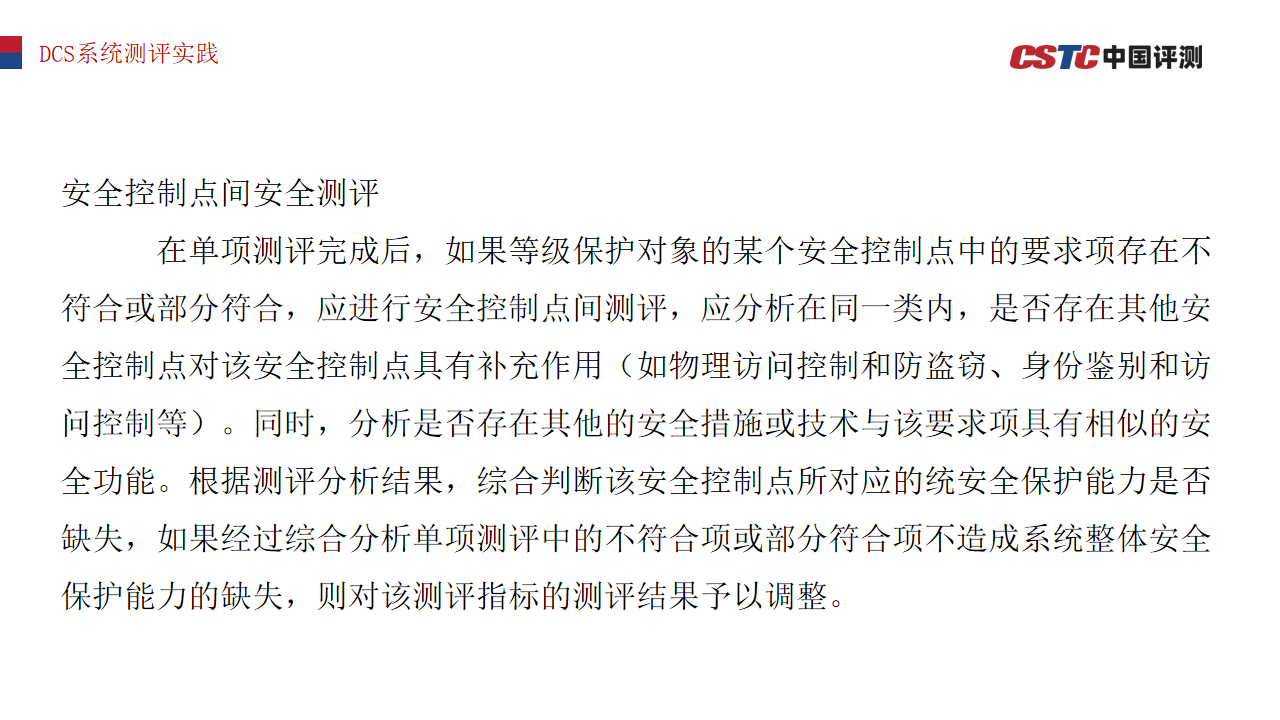 DCS系统测评实践
CSTC中国评测
安全控制点间安全测评
在单项测评完成后，如果等级保护对象的某个安全控制点中的要求项存在不
符合或部分符合，应进行安全控制点间测评，应分析在同一类内，是否存在其他安
全控制点对该安全控制点具有补充作用（如物理访问控制和防盗窃、身份鉴别和访
问控制等）。同时，分析是否存在其他的安全措施或技术与该要求项具有相似的安
全功能。根据测评分析结果，综合判断该安全控制点所对应的统安全保护能力是否
缺失，如果经过综合分析单项测评中的不符合项或部分符合项不造成系统整体安全
保护能力的缺失，则对该测评指标的测评结果予以调整。